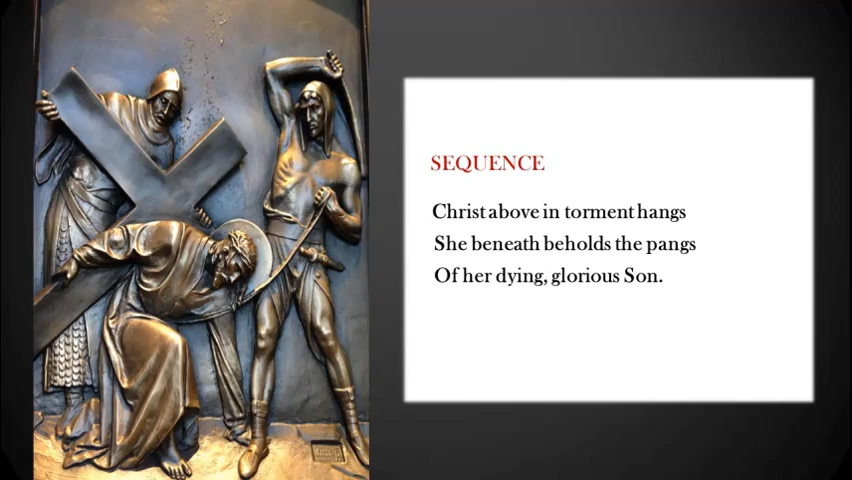 SEQUENCE
Christ above in torment hangs
She beneath beholds the pangs
Of her dying, glorious Son.